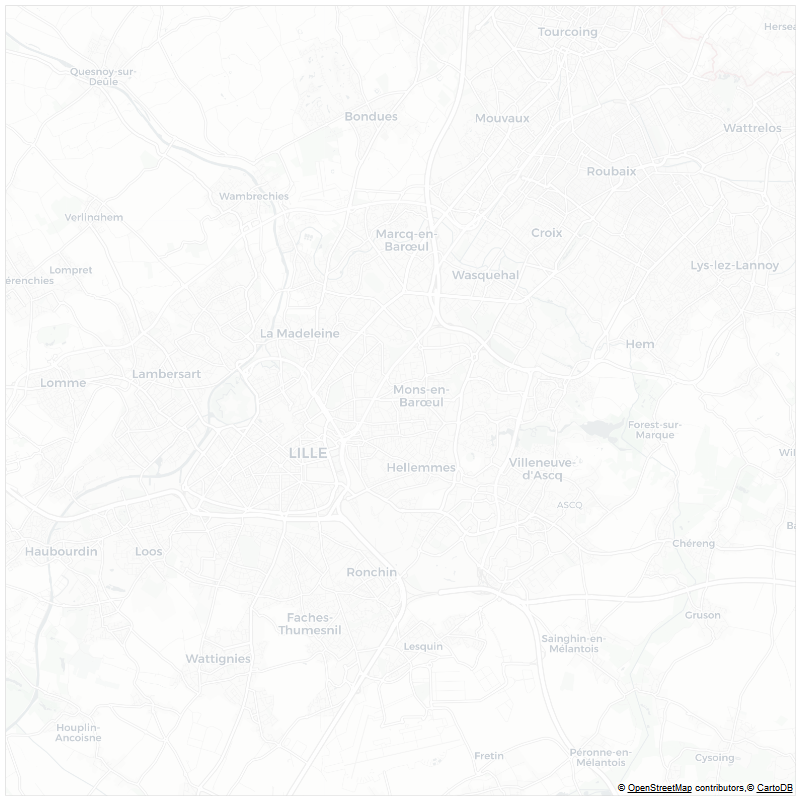 Tourcoing
Herseau
Quesnoy-sur-
Deûle
Bondues
Mouvaux
Wattrelos
Roubaix
Wambrechies
Verlinghem
Marcq-en-
Barœul
Croix
Lompret
érenchies
Wasquehal
Lys-lez-Lannoy
La Madeleine
Hem
Lambersart
Lomme
Mons-en-
Barœul
Forest-sur-
Marque
LILLE
Hellemmes
Villeneuve-
d'Ascq
Wil
ASCQ
Ba
Haubourdin
Loos
Chéreng
Ronchin
Faches-
Thumesnil
Gruson
Lesquin
Sainghin-en-
Mélantois
Wattignies
Houplin-
Ancoisne
Fretin
Péronne-en-
Mélantois
Cysoing
© OpenStreetMap contributors,© CartoDB